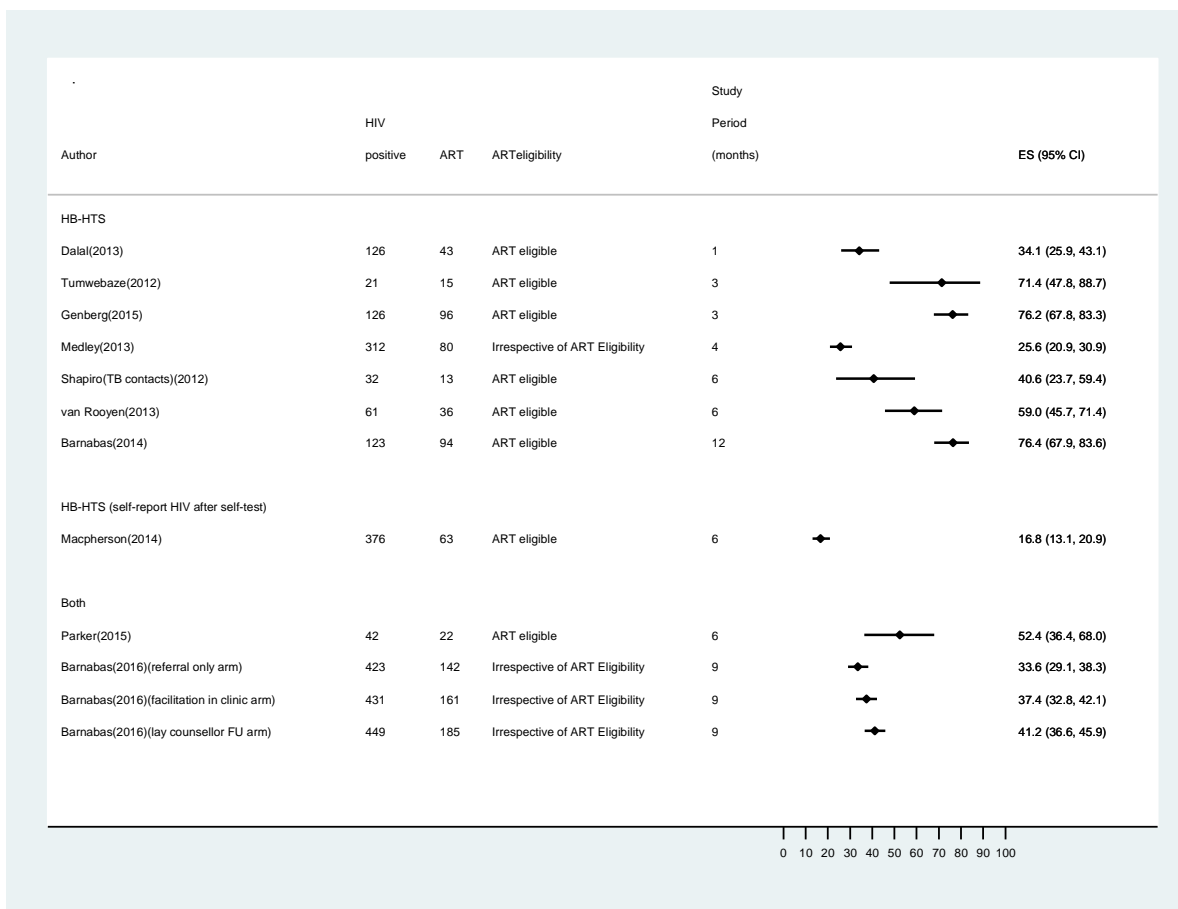 .
Study
HIV Period
Author positive ART ARTeligibility (months) ES (95% CI)
HB-HTS
Dalal(2013) 126 43 ART eligible 1 34.1 (25.9, 43.1)
Tumwebaze(2012) 21 15 ART eligible 3 71.4 (47.8, 88.7)
Genberg(2015) 126 96 ART eligible 3 76.2 (67.8, 83.3)
Medley(2013) 312 80 Irrespective of ART Eligibility 4 25.6 (20.9, 30.9)
Shapiro(TB contacts)(2012) 32 13 ART eligible 6 40.6 (23.7, 59.4)
van Rooyen(2013) 61 36 ART eligible 6 59.0 (45.7, 71.4)
Barnabas(2014) 123 94 ART eligible 12 76.4 (67.9, 83.6)
HB-HTS (self-report HIV after self-test)
Macpherson(2014) 376 63 ART eligible 6 16.8 (13.1, 20.9)
Both
Parker(2015) 42 22 ART eligible 6 52.4 (36.4, 68.0)
Barnabas(2016)(referral only arm) 423 142 Irrespective of ART Eligibility 9 33.6 (29.1, 38.3)
Barnabas(2016)(facilitation in clinic arm) 431 161 Irrespective of ART Eligibility 9 37.4 (32.8, 42.1)
Barnabas(2016)(lay counsellor FU arm) 449 185 Irrespective of ART Eligibility 9 41.2 (36.6, 45.9)
0 10 20 30 40 50 60 70 80 90 100